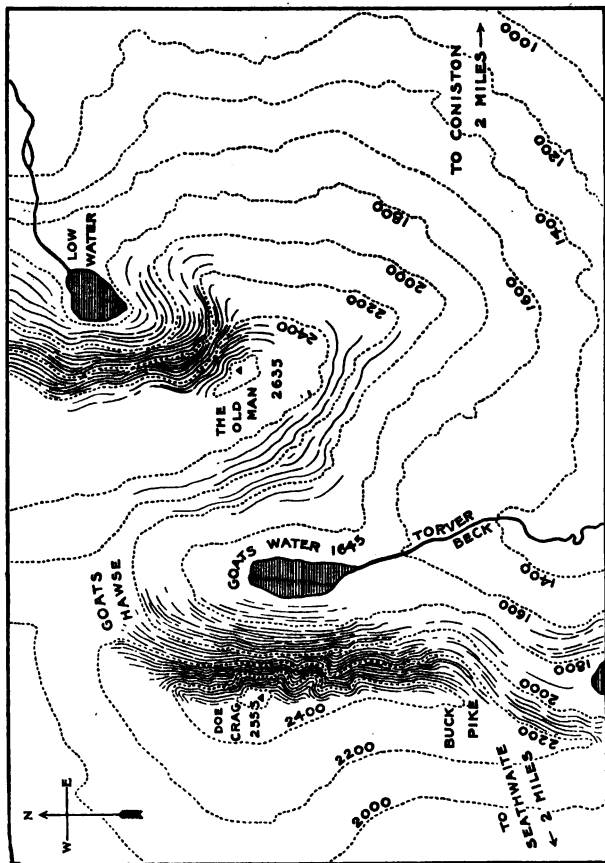 N
W
E
LOW
WATER
TO CONISTON
2 MILES
1000
1200
1400
1600
1800
2000
2200
2400
THE
OLD
MAN
2635
GOATS
HAWSE
GOATS WATER 1645
TORVER
BECK
1400
1600
1800
2000
2200
DOE
CRAG
2555
2400
2200
2000
BUCK
PIKE
TO
SEATHWAITE
2 MILES